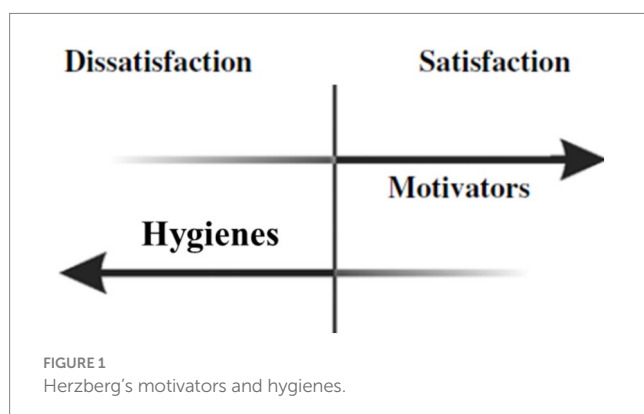 Dissatisfaction Satisfaction
Motivators
Hygienes
FIGURE 1
Herzberg's motivators and hygienes.